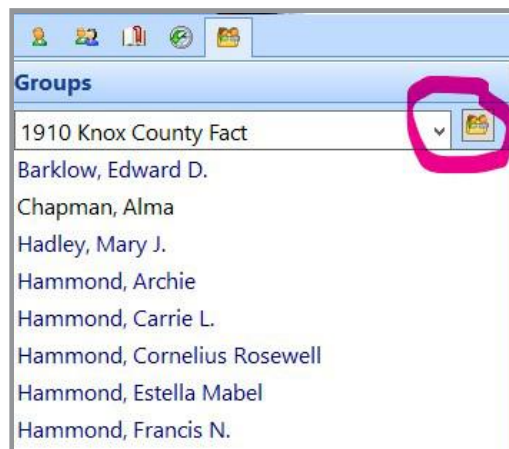 Groups
1910 Knox County Fact
Barklow, Edward D.
Chapman, Alma
Hadley, Mary J.
Hammond, Archie
Hammond, Carrie L.
Hammond, Cornelius Rosewell
Hammond, Estella Mabel
Hammond, Francis N.